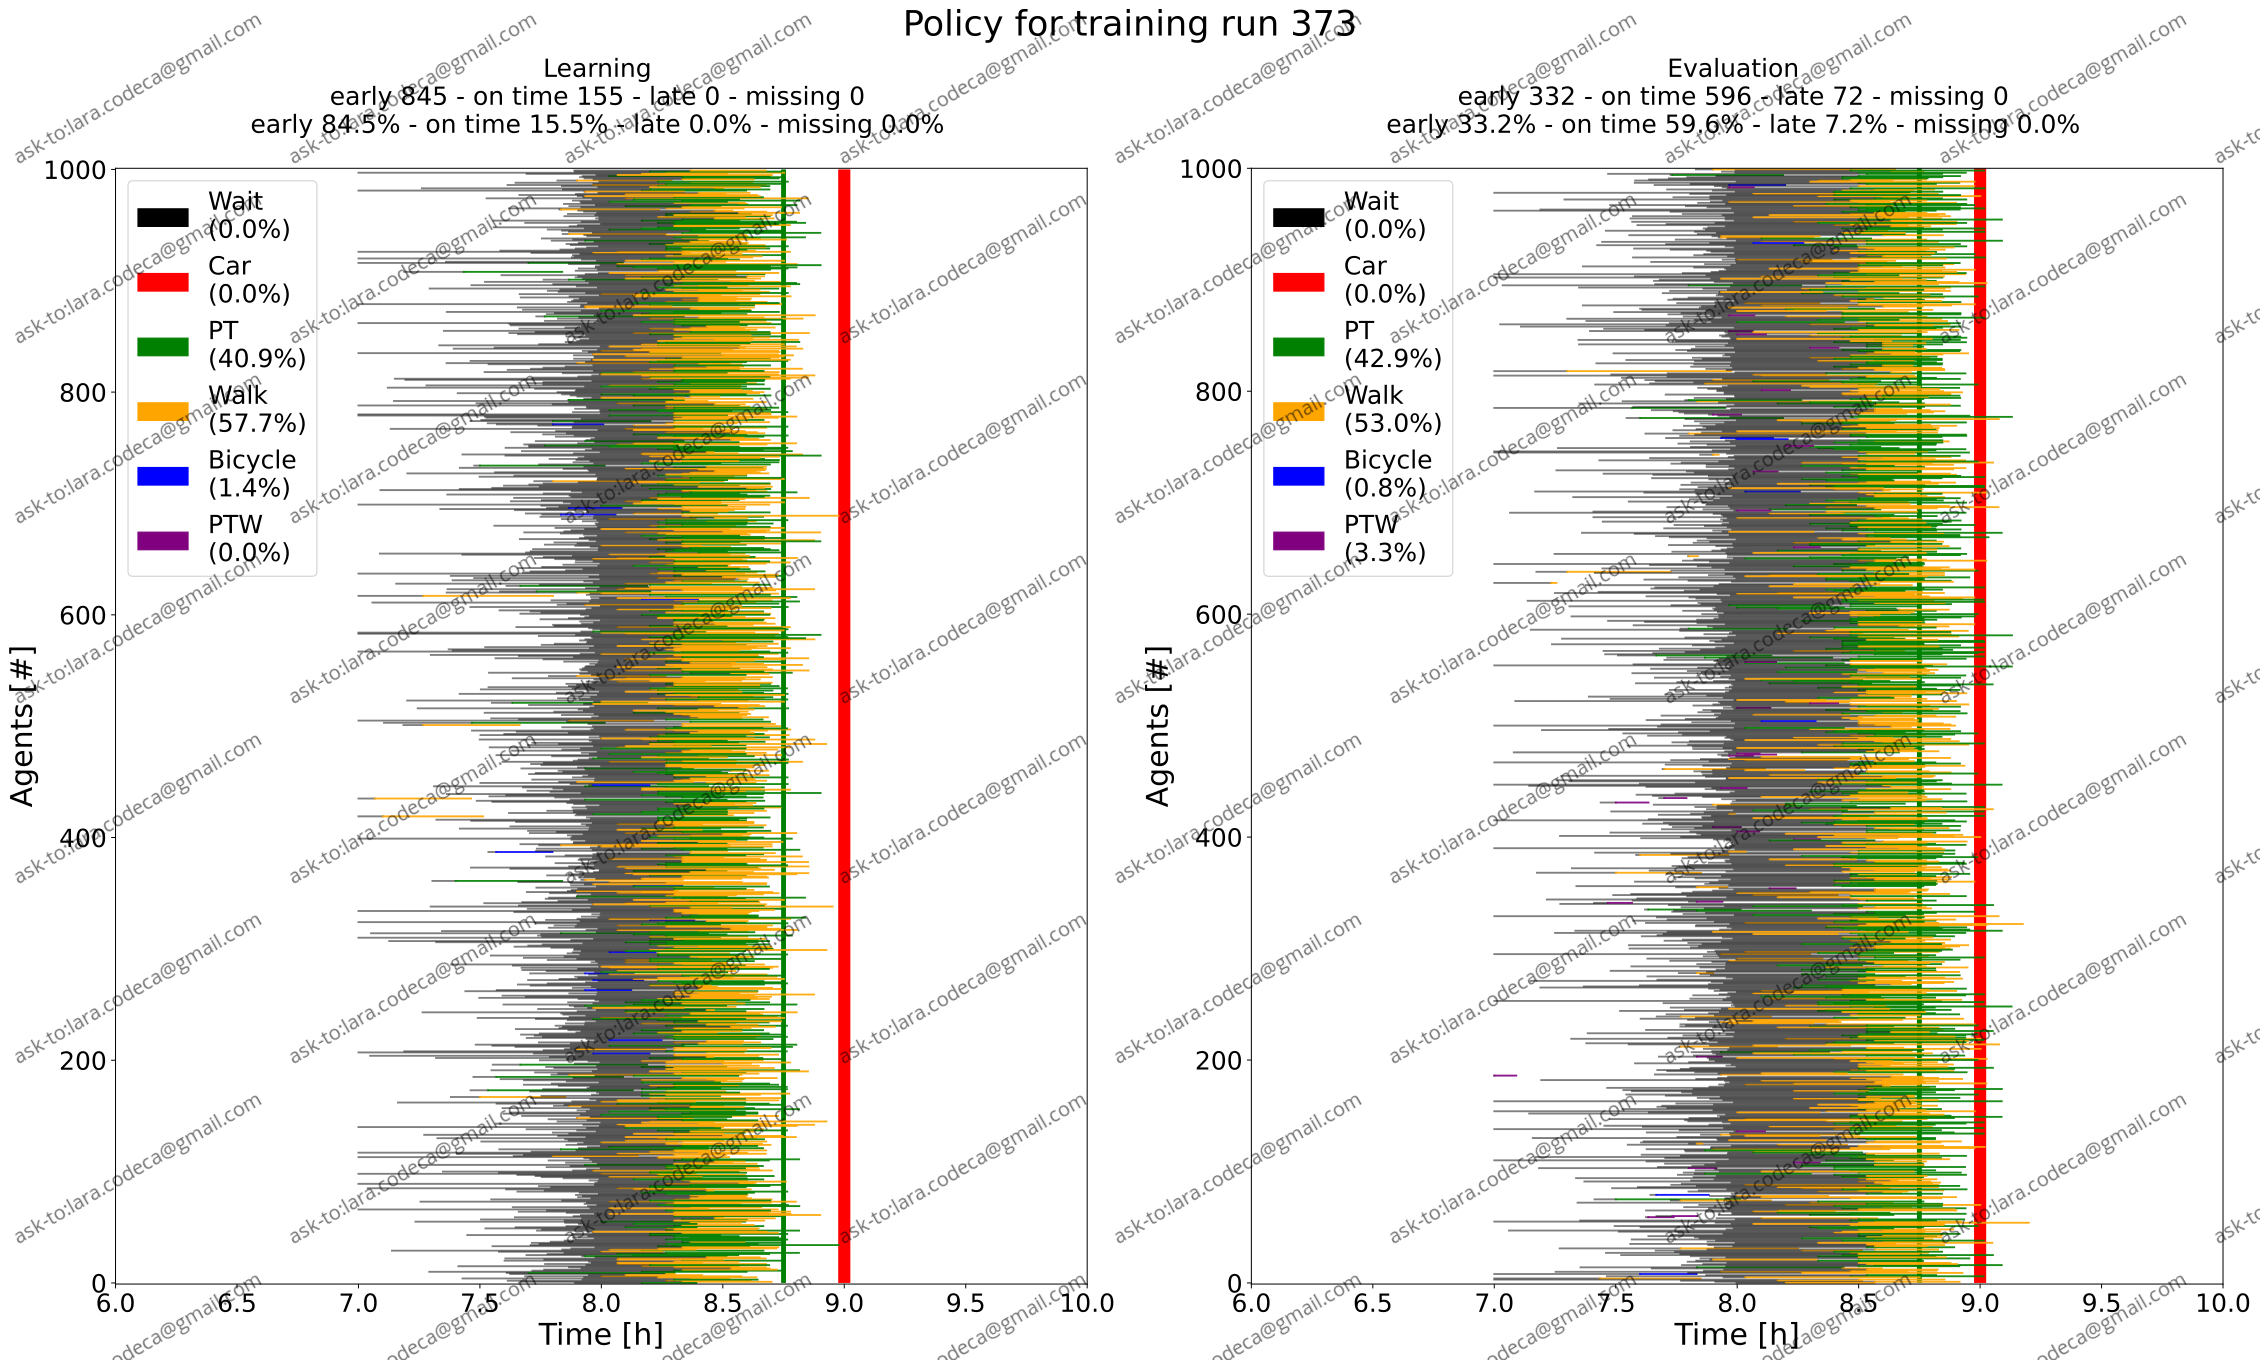 Policy for training run 373
Learning
early 845 - on time 155 - late 0 - missing 0
early 84.5% - on time 15.5% - late 0.0% - missing 0.0%
Evaluation
early 332 - on time 596 - late 72 - missing 0
early 33.2% - on time 59.6% - late 7.2% - missing 0.0%
Agents [#]
1000
800
600
400
200
0
Wait
(0.0%)
Car
(0.0%)
PT
(40.9%)
Walk
(57.7%)
Bicycle
(1.4%)
PTW
(0.0%)
6.0 6.5 7.0 7.5 8.0 8.5 9.0 9.5 10.0
Time [h]
Agents [#]
1000
800
600
400
200
0
Wait
(0.0%)
Car
(0.0%)
PT
(42.9%)
Walk
(53.0%)
Bicycle
(0.8%)
PTW
(3.3%)
6.0 6.5 7.0 7.5 8.0 8.5 9.0 9.5 10.0
Time [h]
ask-to:lara.codeca@gmail.com